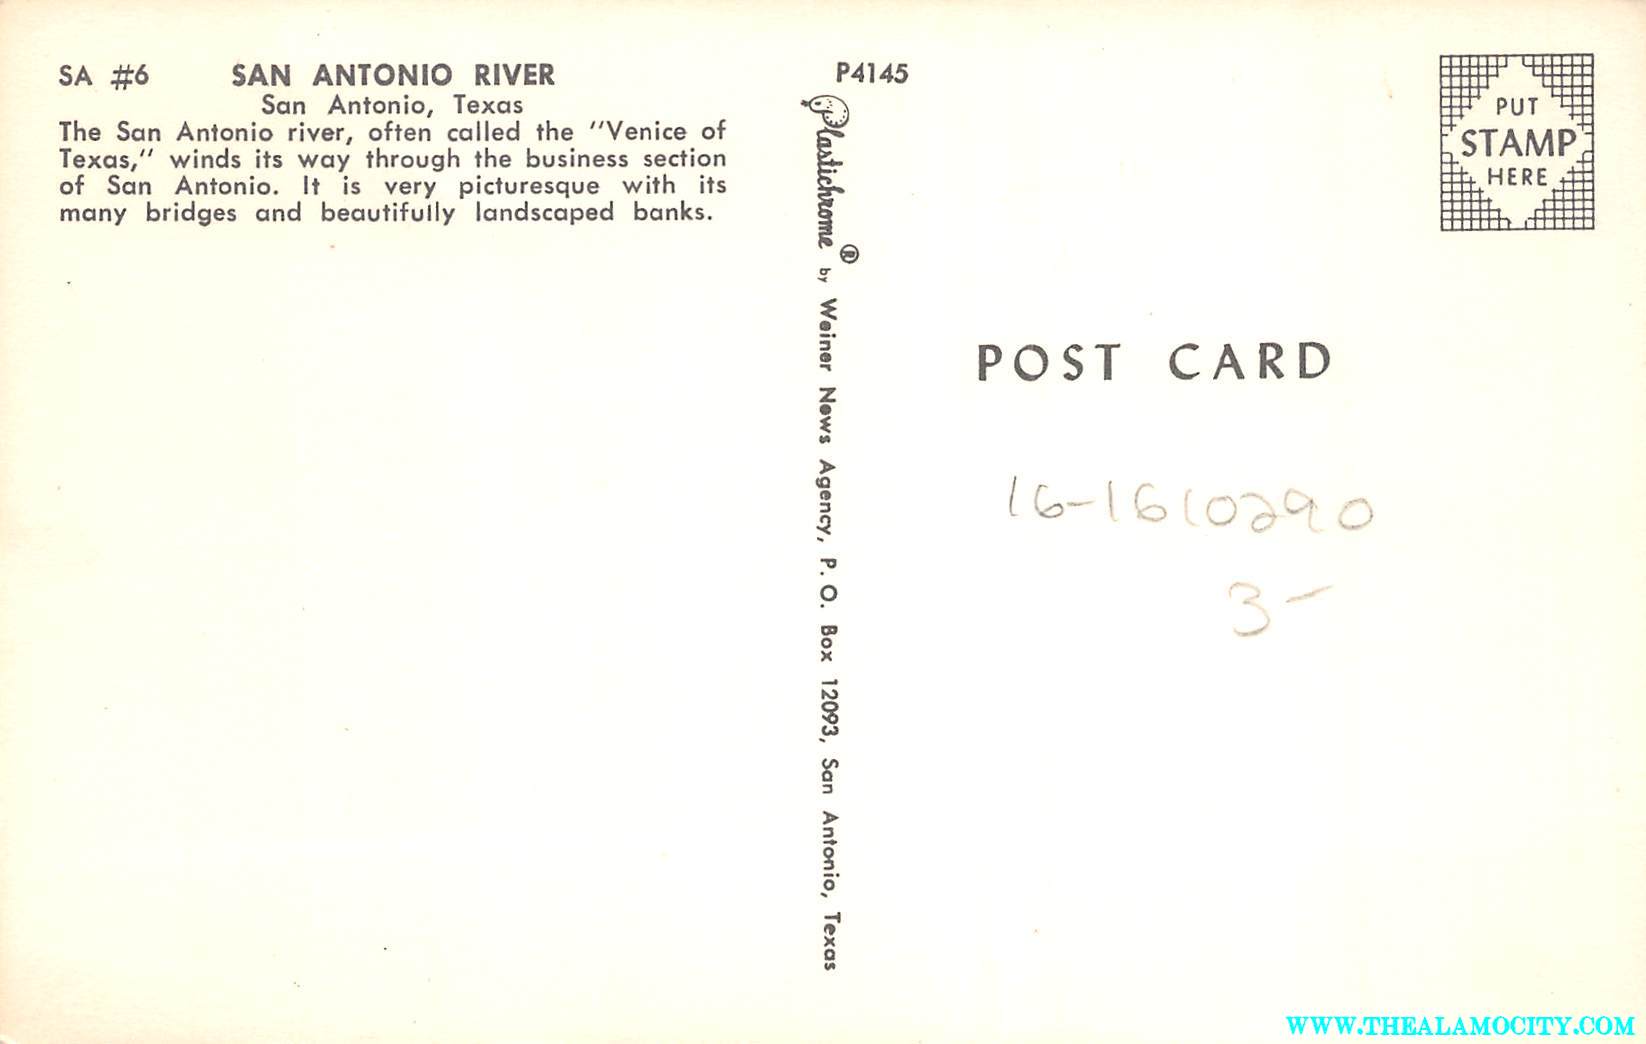 SA #6 SAN ANTONIO RIVER
San Antonio, Texas
The San Antonio river, often called the "Venice of
Texas," winds its way through the business section
of San Antonio. It is very picturesque with its
many bridges and beautifully landscaped banks.
P4145
Plastichrome® by Weiner News Agency, P. O. Box 12093, San Antonio, Texas
PUT
STAMP
HERE
POST CARD
16-1610290
3-
WWW.THEALAMOCITY.COM